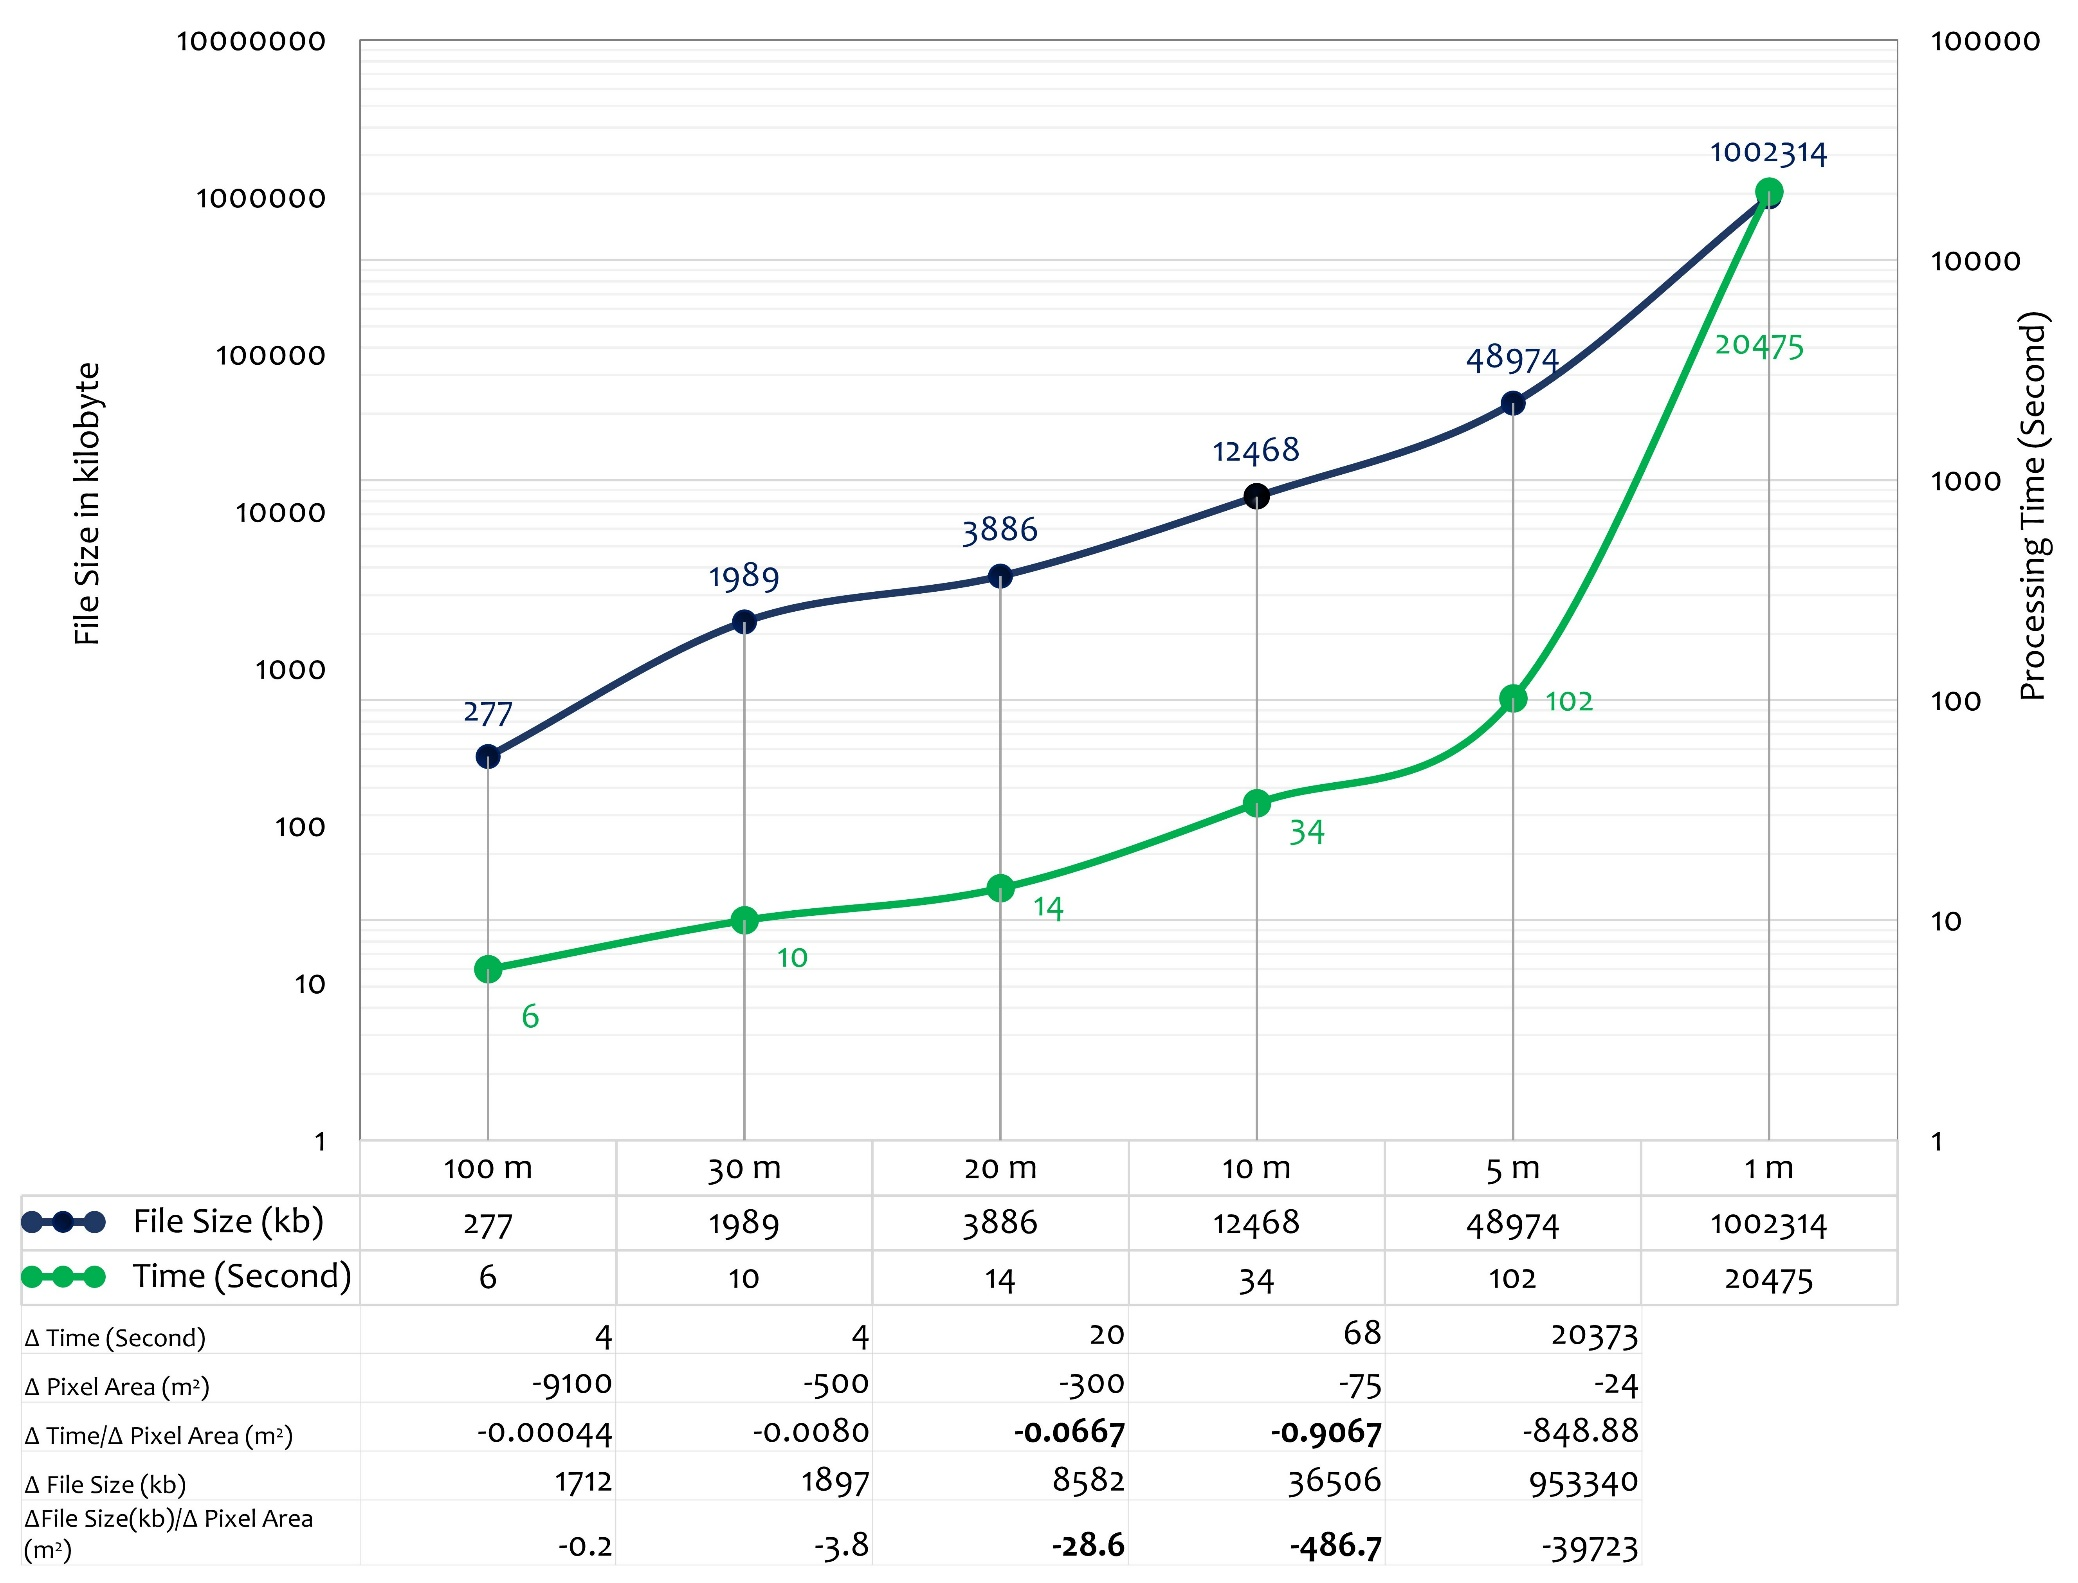 10000000
1000000
100000
10000
1000
100
10
1
File Size in kilobyte
100000
10000
1000
100
10
1
Processing Time (Second)
277
1989
3886
12468
48974
1002314
6
10
14
34
102
20475
100 m 30 m 20 m 10 m 5 m 1 m
File Size (kb) 277 1989 3886 12468 48974 1002314
Time (Second) 6 10 14 34 102 20475
Δ Time (Second) 4 4 20 68 20373
Δ Pixel Area (m²) -9100 -500 -300 -75 -24
Δ Time/Δ Pixel Area (m²) -0.00044 -0.0080 -0.0667 -0.9067 -848.88
Δ File Size (kb) 1712 1897 8582 36506 953340
ΔFile Size(kb)/Δ Pixel Area
(m²) -0.2 -3.8 -28.6 -486.7 -39723